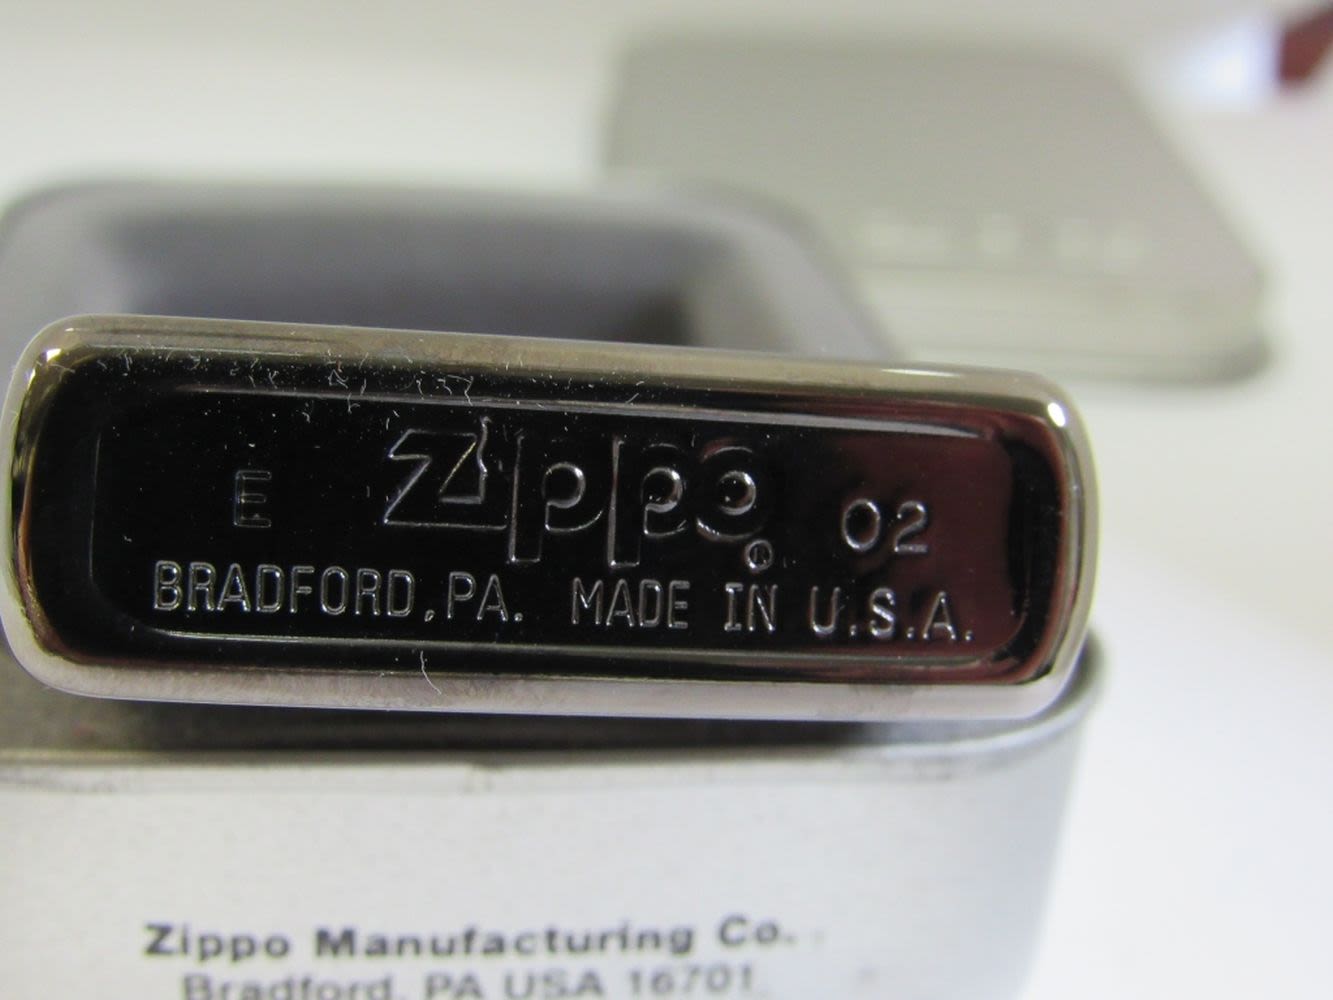 E Zippo® 02
BRADFORD, PA. MADE IN U.S.A.
Zippo Manufacturing Co.
Bradford, PA USA 16701